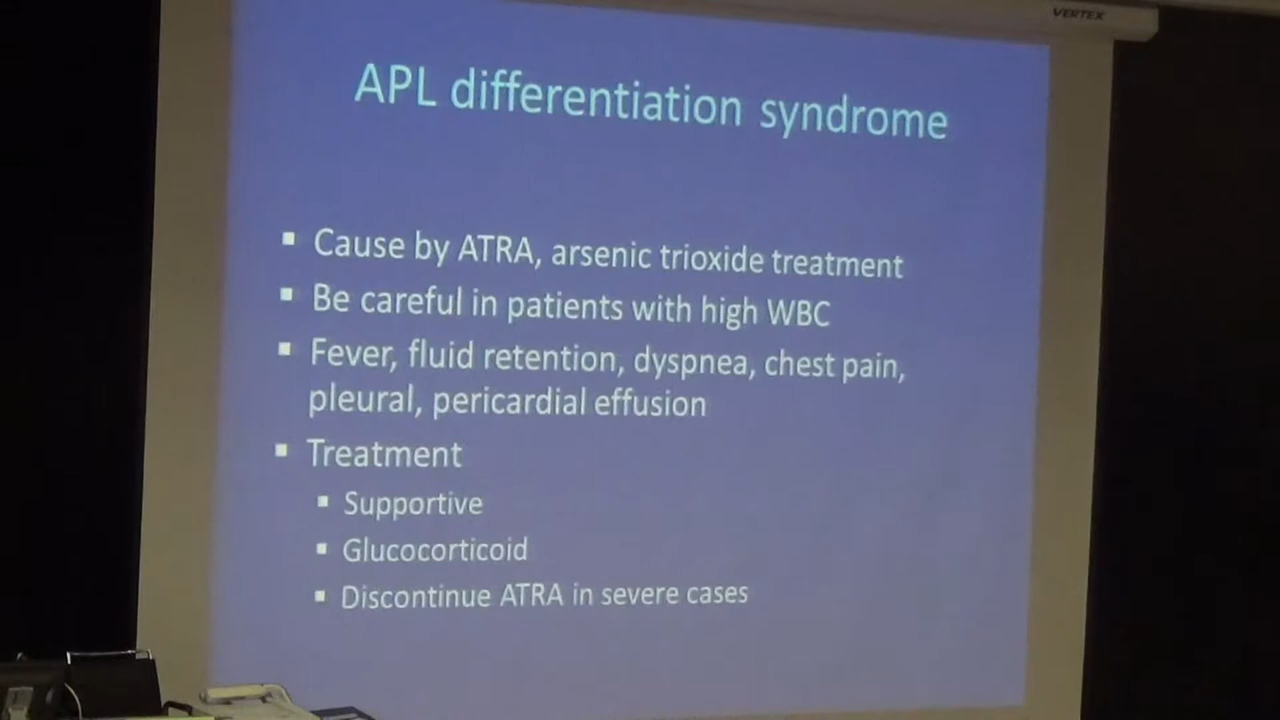 VERTEX
APL differentiation syndrome
▪ Cause by ATRA, arsenic trioxide treatment
▪ Be careful in patients with high WBC
▪ Fever, fluid retention, dyspnea, chest pain,
pleural, pericardial effusion
▪ Treatment
▪ Supportive
▪ Glucocorticoid
▪ Discontinue ATRA in severe cases